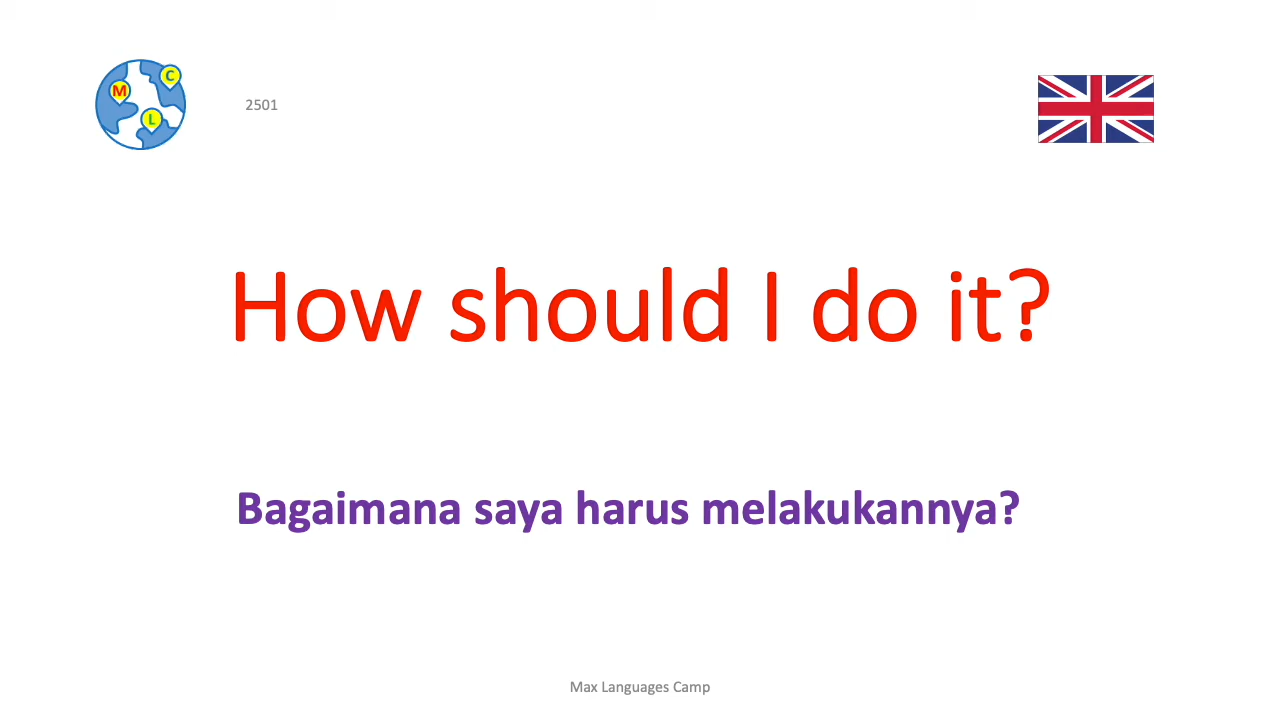 M
C
L
2501
How should I do it?
Bagaimana saya harus melakukannya?
Max Languages Camp